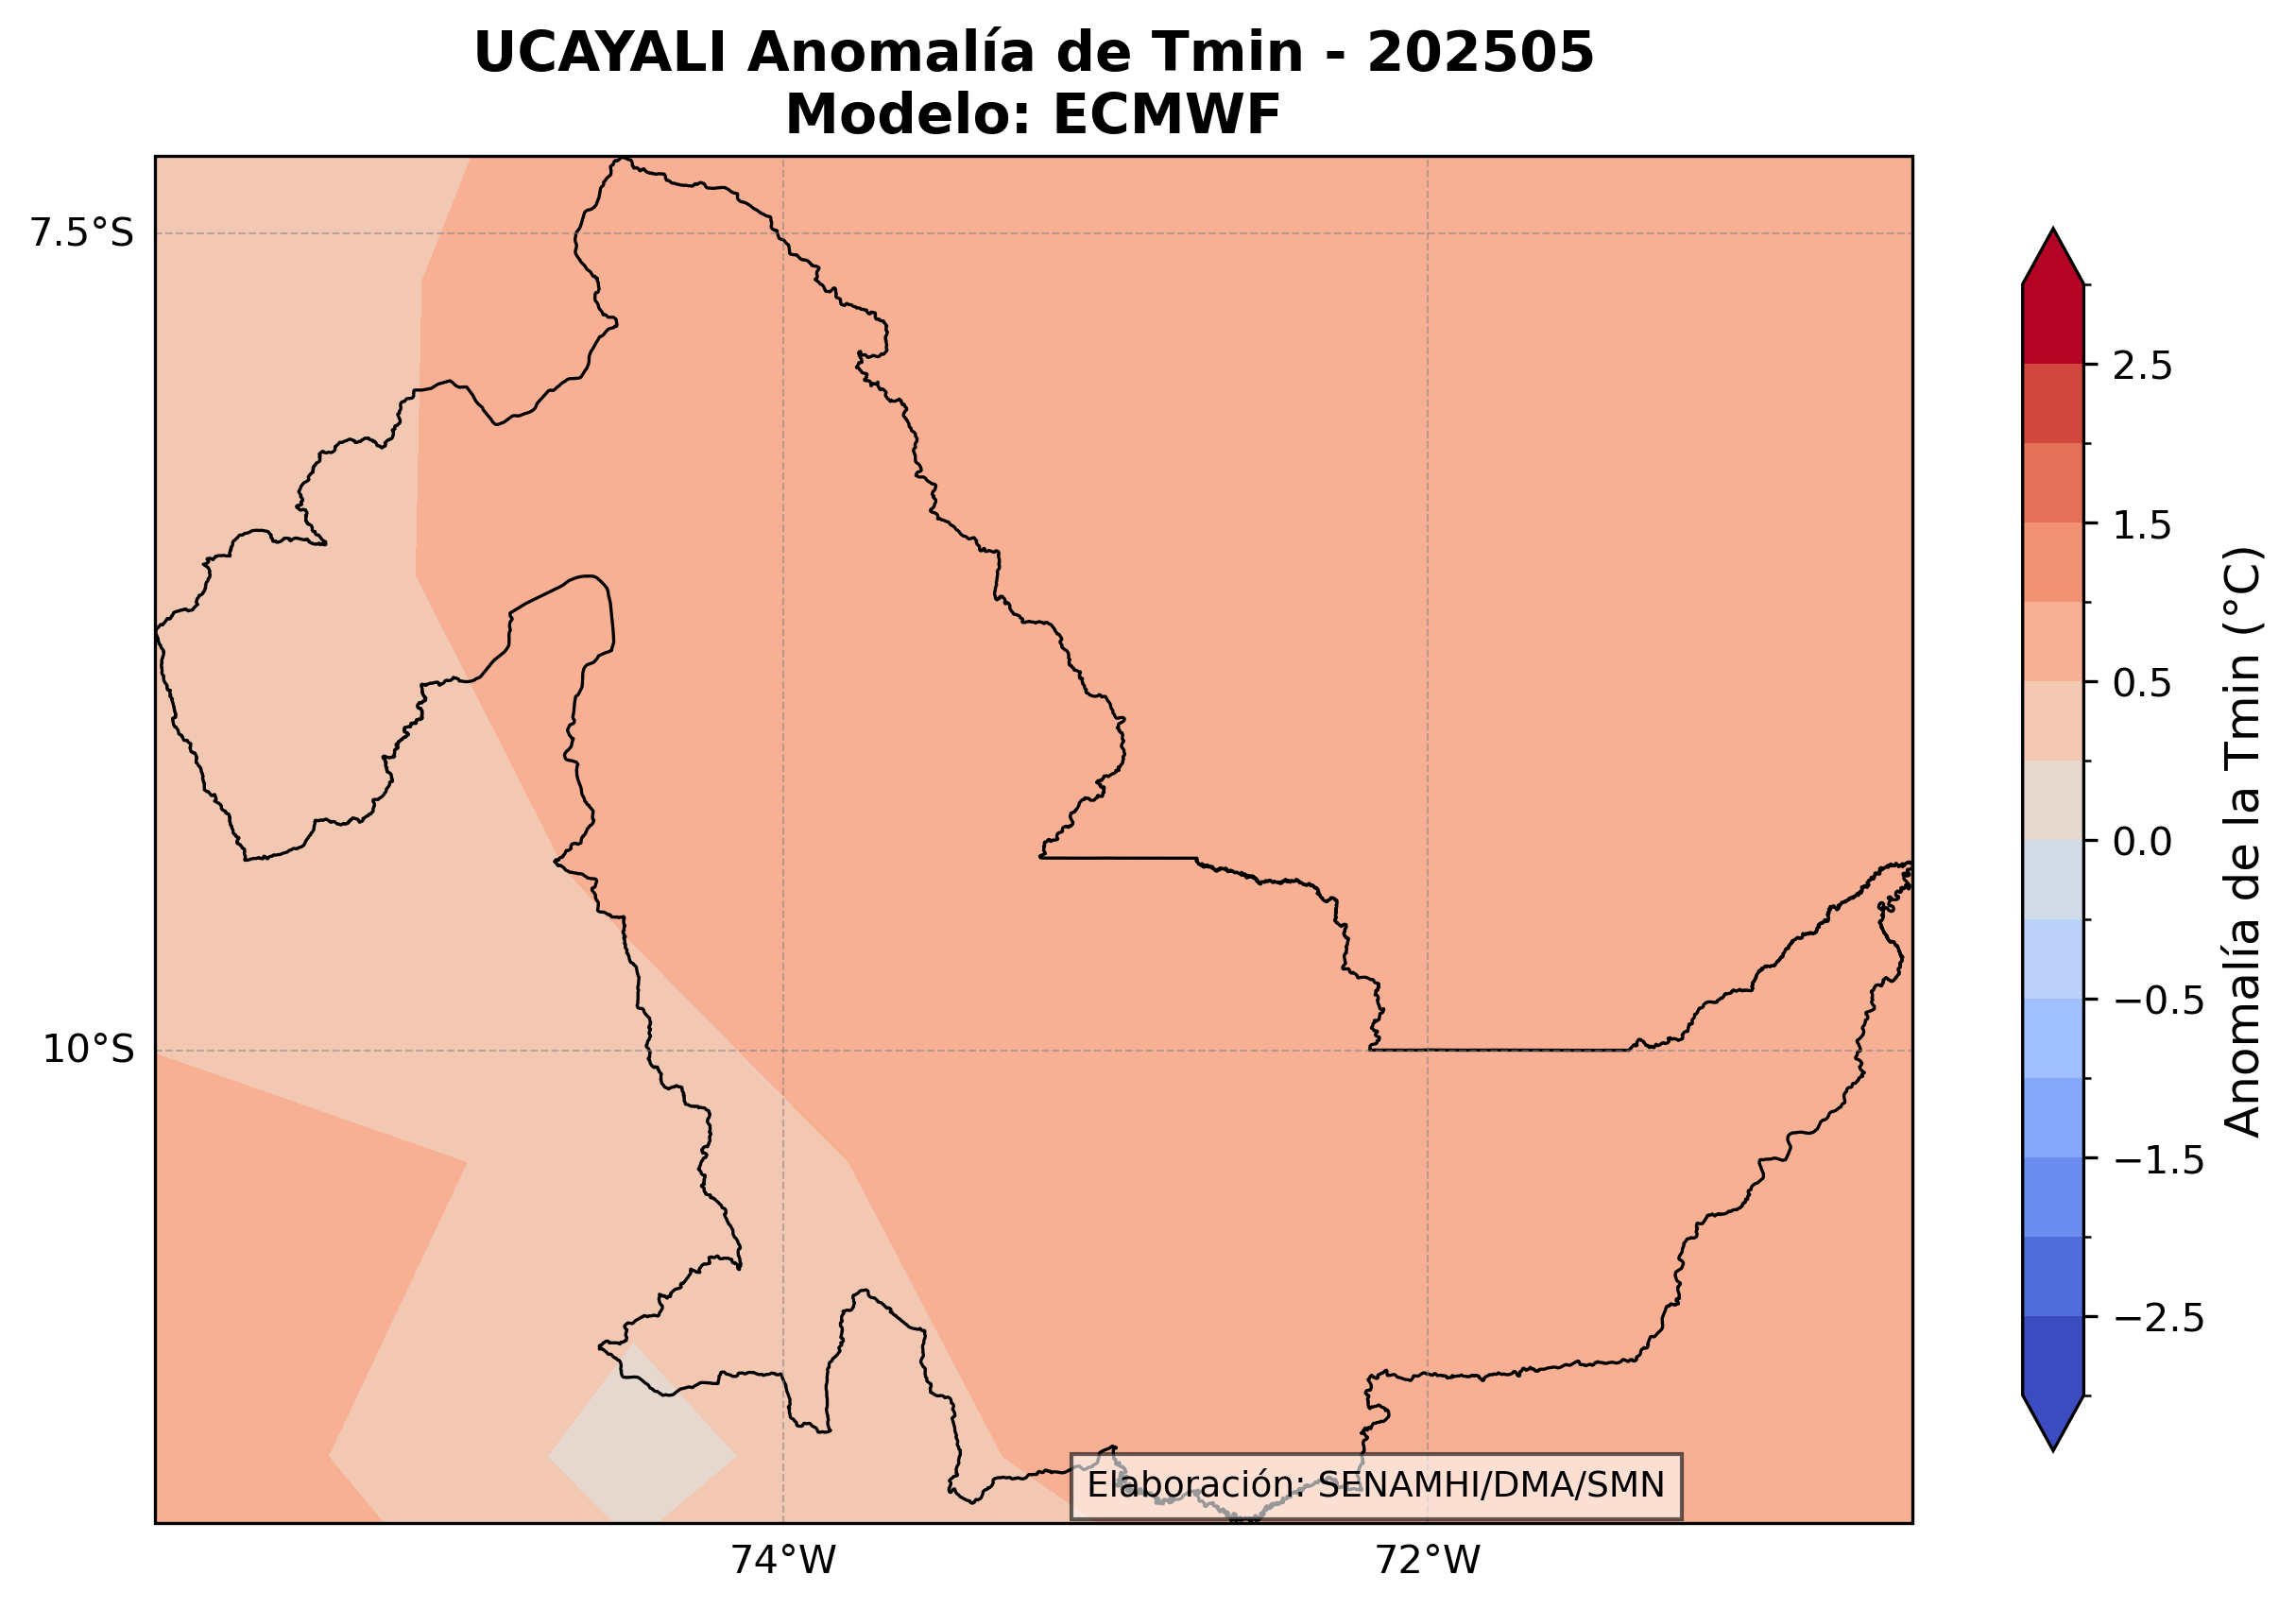 UCAYALI Anomalía de Tmin - 202505
Modelo: ECMWF
7.5°S
10°S
74°W
72°W
Elaboración: SENAMHI/DMA/SMN
2.5
1.5
0.5
0.0
−0.5
−1.5
−2.5
Anomalía de la Tmin (°C)